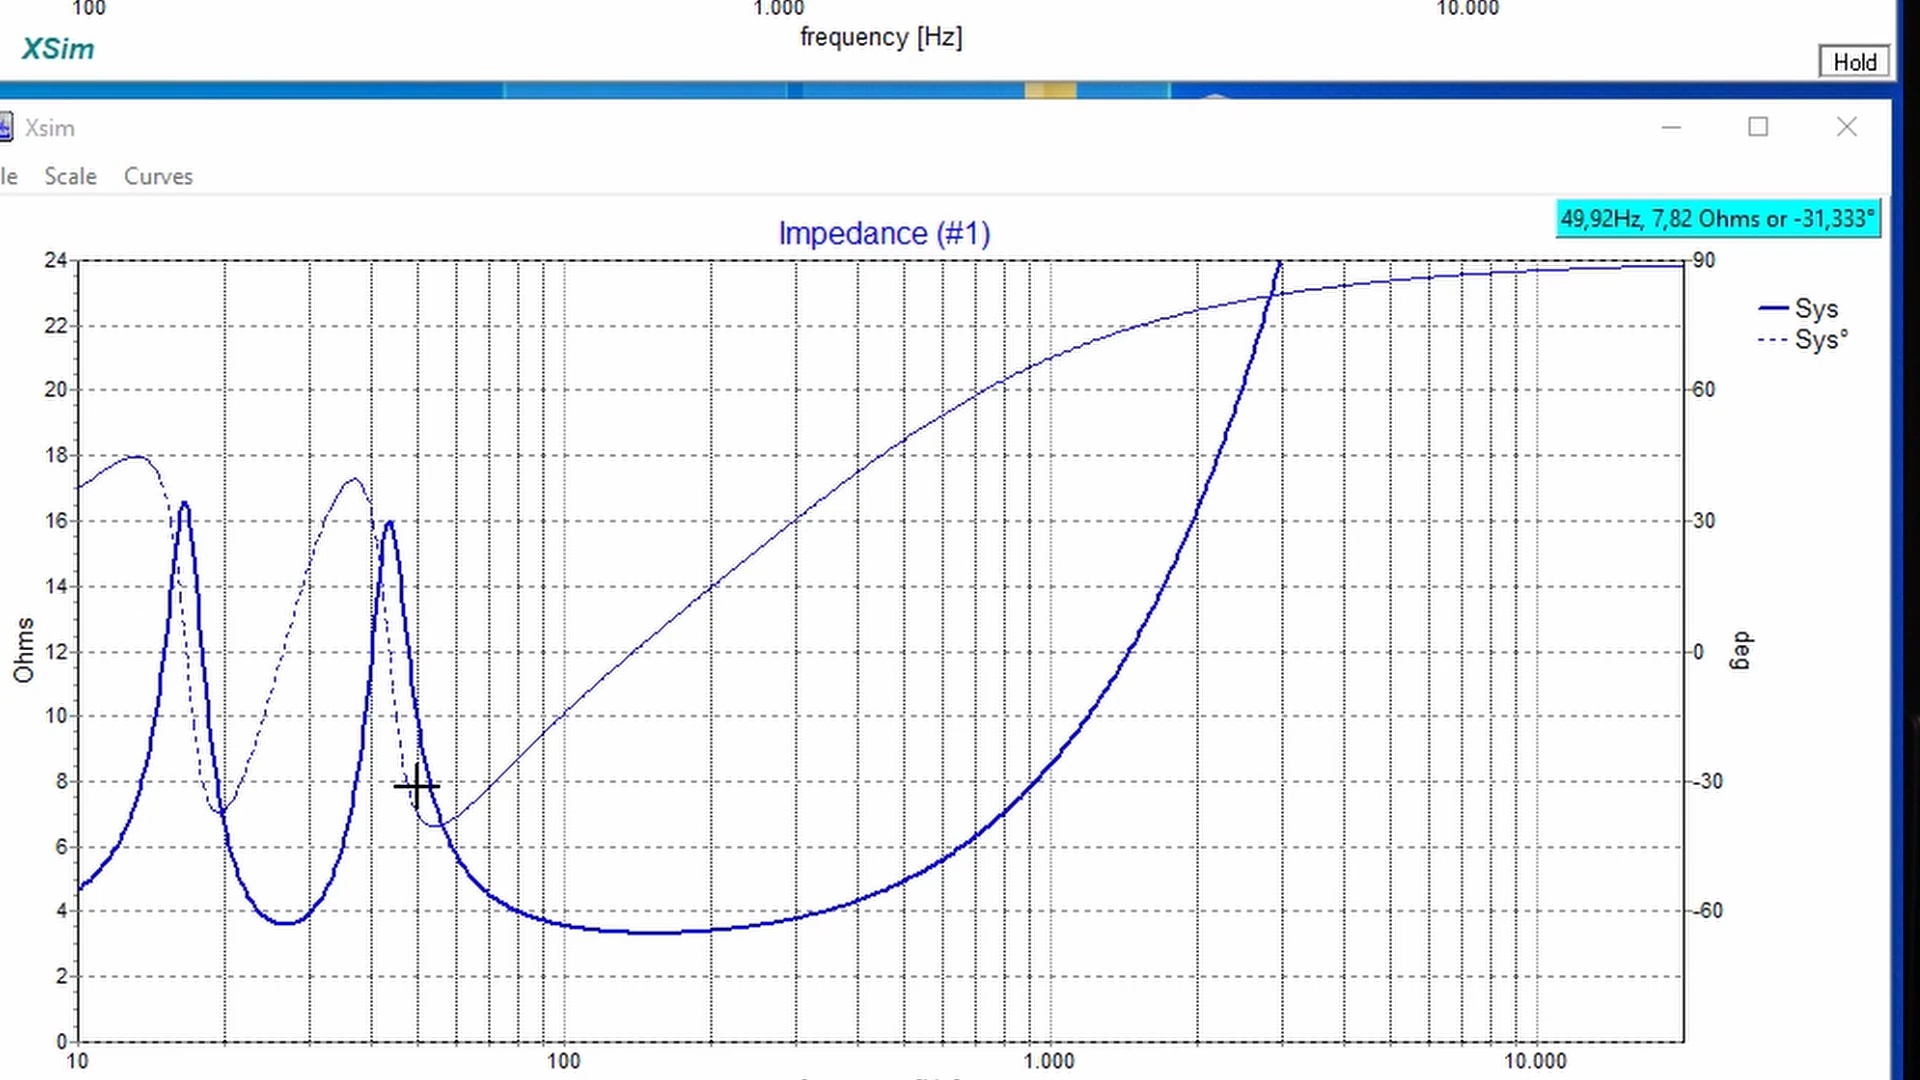 100 1.000 10.000
frequency [Hz]
XSim
Hold
Xsim
le Scale Curves
49,92Hz, 7,82 Ohms or -31,333°
Impedance (#1)
24 90
Sys
22
Sys°
20 60
18
16 30
14
Ohms
12 0
deg
10
8 -30
6
4 -60
2
0
10 100 1.000 10.000